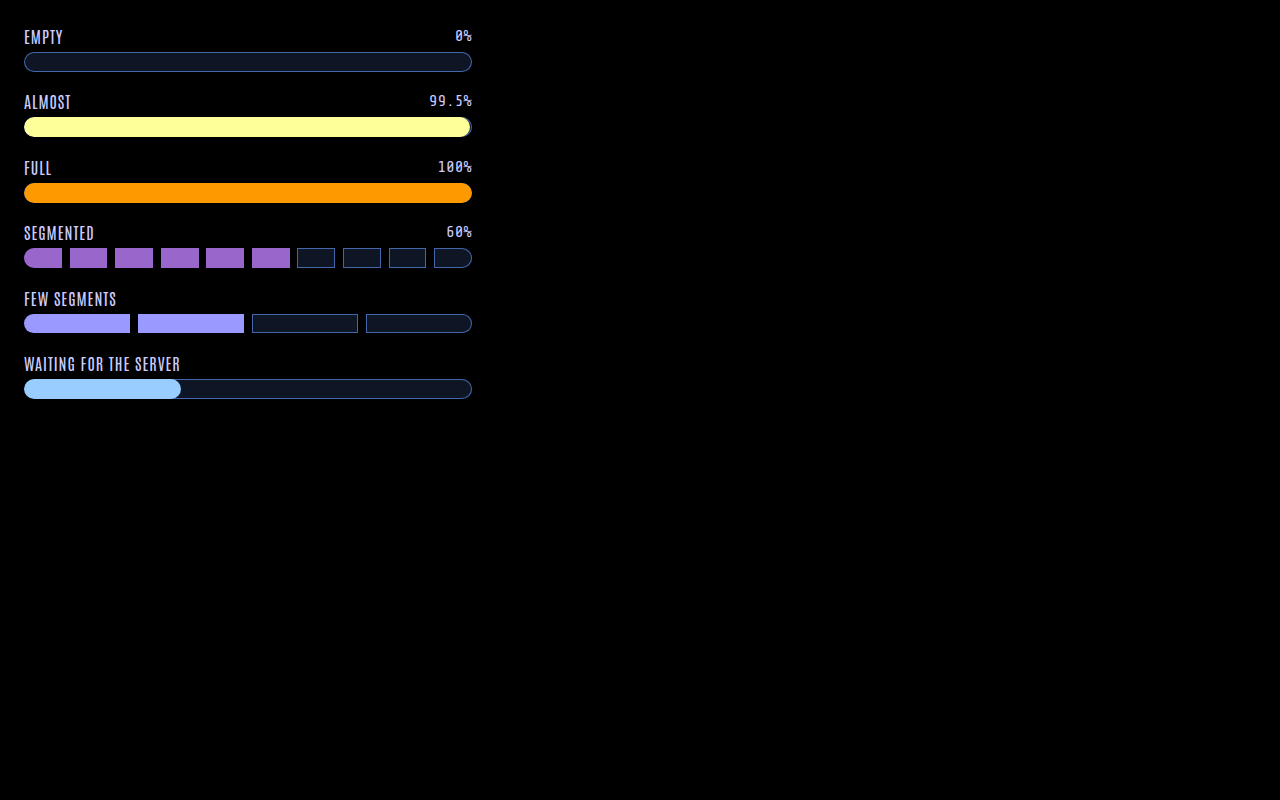 EMPTY 0%
ALMOST 99.5%
FULL 100%
SEGMENTED 60%
FEW SEGMENTS
WAITING FOR THE SERVER